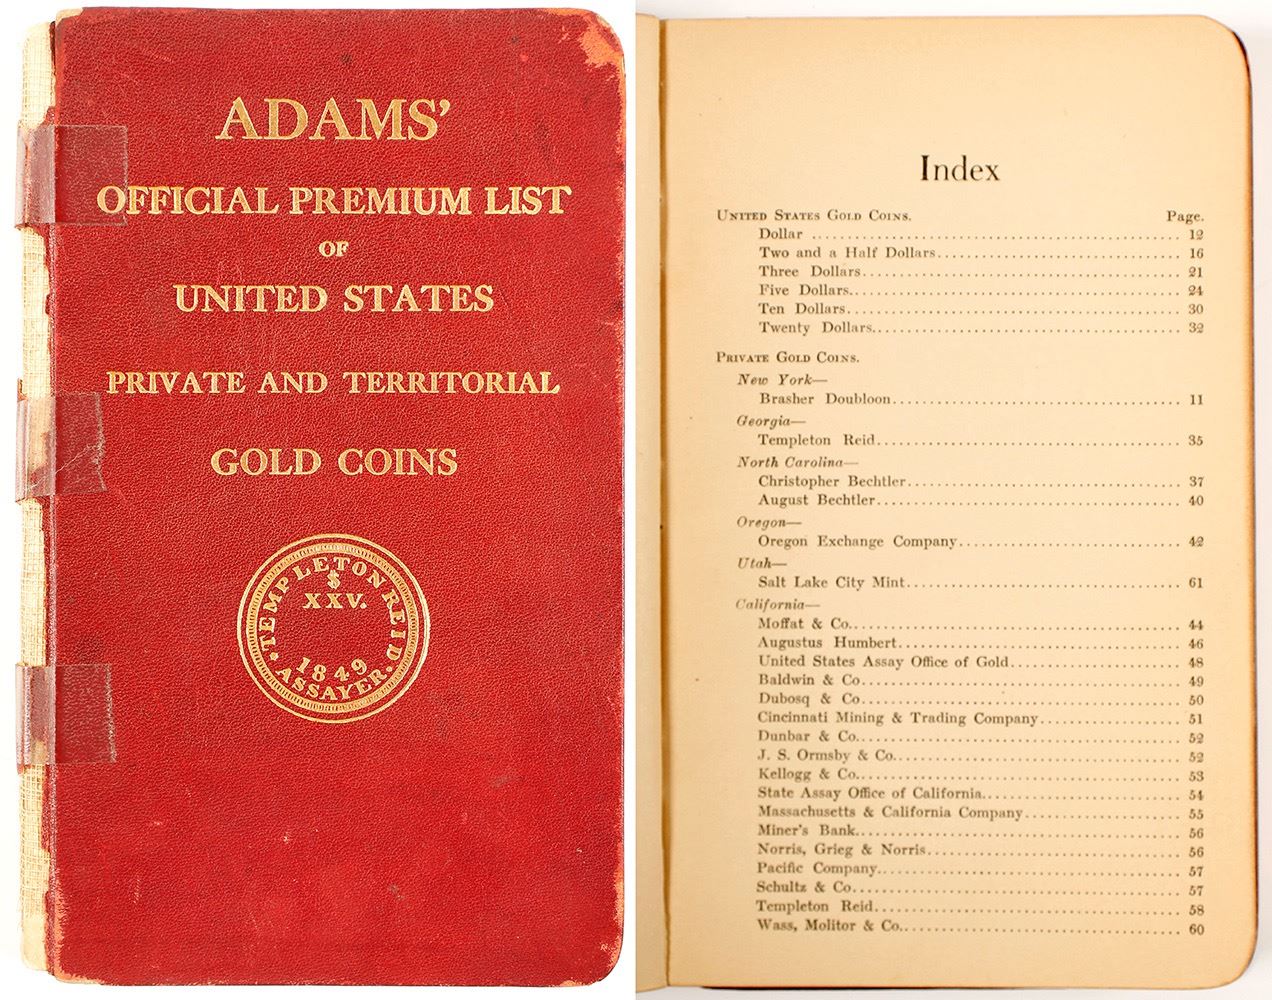 ADAMS'
OFFICIAL PREMIUM LIST
OF
UNITED STATES
PRIVATE AND TERRITORIAL
GOLD COINS
TEMPLETON REID.
$
XXV.
1849
ASSAYER.
Index
UNITED STATES GOLD COINS. Page.
Dollar 12
Two and a Half Dollars 16
Three Dollars 21
Five Dollars 24
Ten Dollars 30
Twenty Dollars 32
PRIVATE GOLD COINS.
New York—
Brasher Doubloon 11
Georgia—
Templeton Reid 35
North Carolina—
Christopher Bechtler 37
August Bechtler 40
Oregon—
Oregon Exchange Company 42
Utah—
Salt Lake City Mint 61
California—
Moffat & Co. 44
Augustus Humbert 46
United States Assay Office of Gold 48
Baldwin & Co. 49
Dubosq & Co. 50
Cincinnati Mining & Trading Company 51
Dunbar & Co. 52
J. S. Ormsby & Co. 52
Kellogg & Co. 53
State Assay Office of California 54
Massachusetts & California Company 55
Miner's Bank 56
Norris, Grieg & Norris 56
Pacific Company 57
Schultz & Co. 57
Templeton Reid 58
Wass, Molitor & Co. 60